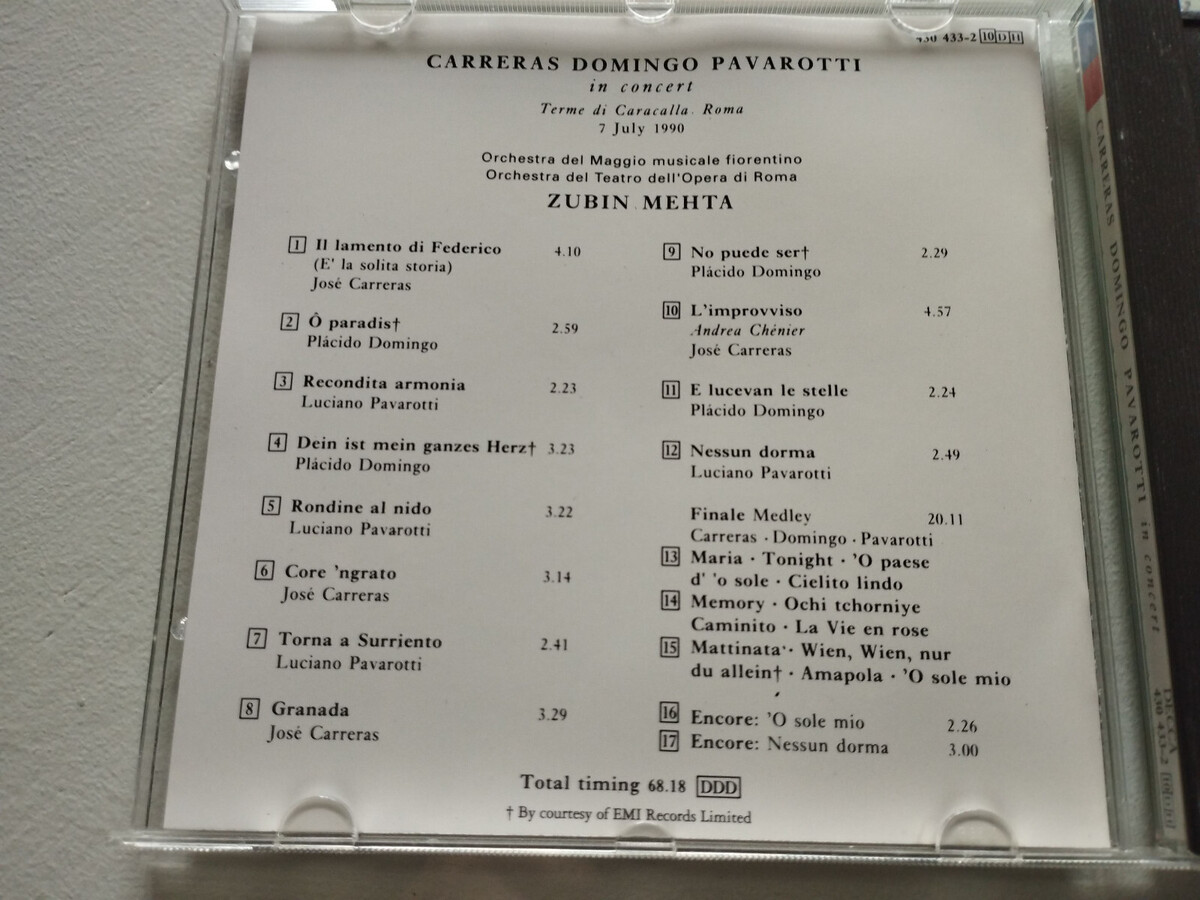 430 433-2 10 DH
CARRERAS DOMINGO PAVAROTTI
in concert
Terme di Caracalla, Roma
7 July 1990
Orchestra del Maggio musicale fiorentino
Orchestra del Teatro dell'Opera di Roma
ZUBIN MEHTA
1 Il lamento di Federico 4.10
(E' la solita storia)
José Carreras
2 Ô paradis† 2.59
Plácido Domingo
3 Recondita armonia 2.23
Luciano Pavarotti
4 Dein ist mein ganzes Herz† 3.23
Plácido Domingo
5 Rondine al nido 3.22
Luciano Pavarotti
6 Core 'ngrato 3.14
José Carreras
7 Torna a Surriento 2.41
Luciano Pavarotti
8 Granada 3.29
José Carreras
9 No puede ser† 2.29
Plácido Domingo
10 L'improvviso 4.57
Andrea Chénier
José Carreras
11 E lucevan le stelle 2.24
Plácido Domingo
12 Nessun dorma 2.49
Luciano Pavarotti
Finale Medley 20.11
Carreras · Domingo · Pavarotti
13 Maria · Tonight · 'O paese
d' 'o sole · Cielito lindo
14 Memory · Ochi tchorniye
Caminito · La Vie en rose
15 Mattinata · Wien, Wien, nur
du allein† · Amapola · 'O sole mio
16 Encore: 'O sole mio 2.26
17 Encore: Nessun dorma 3.00
Total timing 68.18 DDD
† By courtesy of EMI Records Limited
CARRERAS DOMINGO PAVAROTTI in concert
DECCA
430 433-2